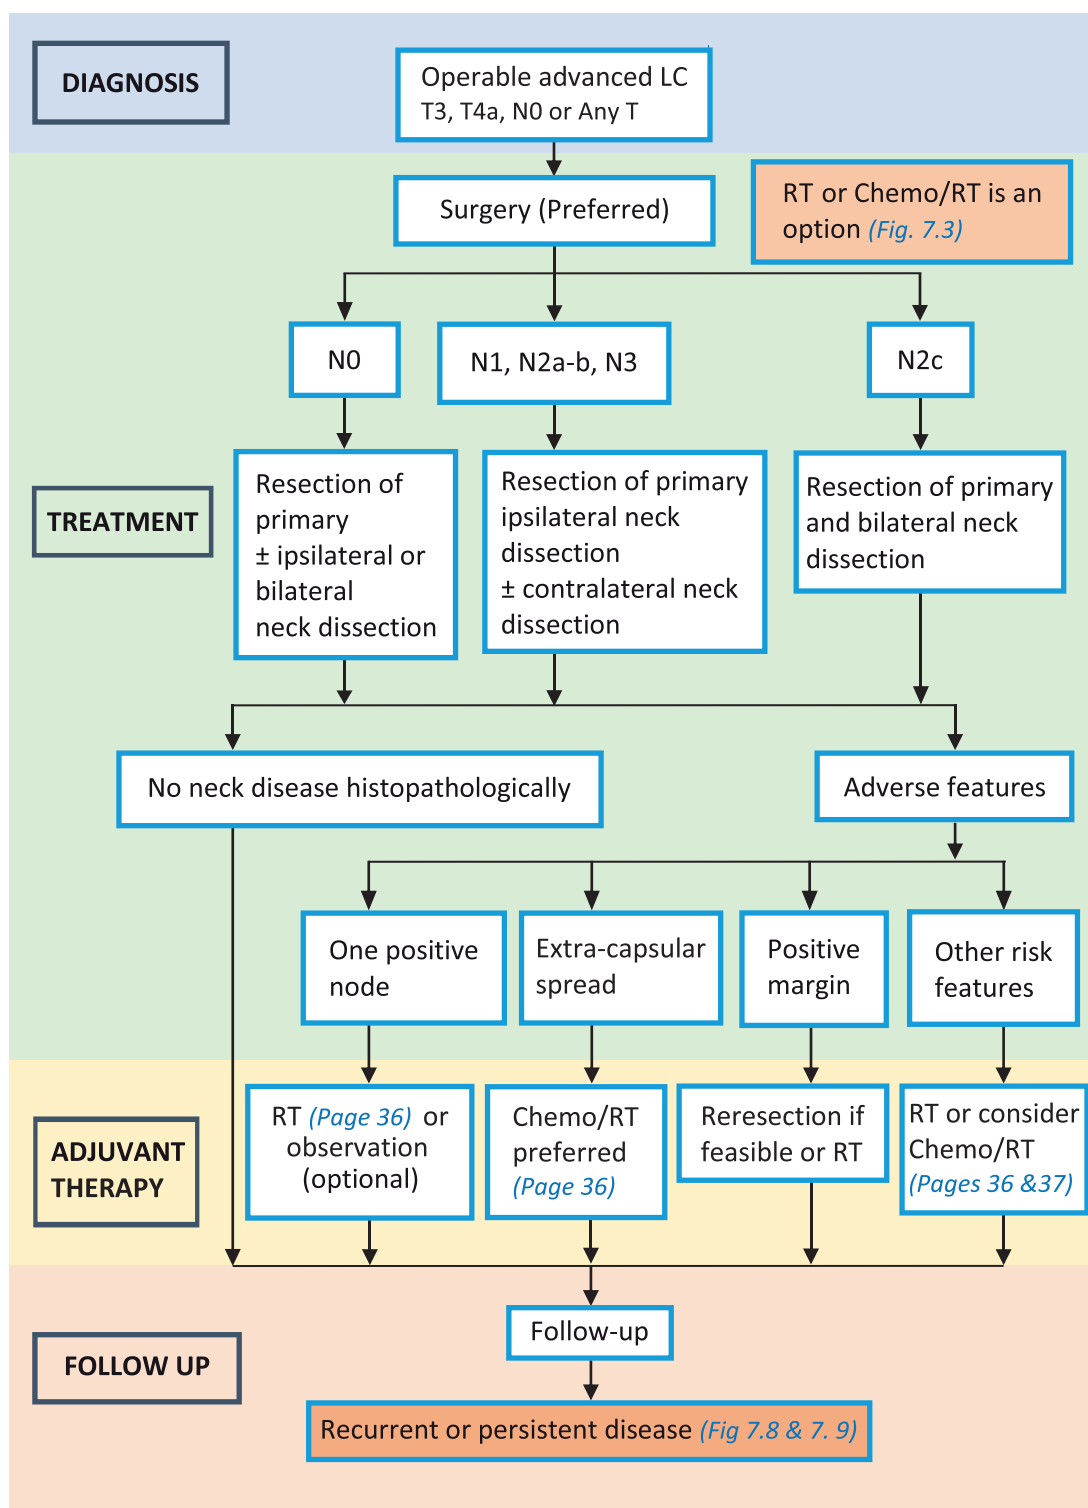 DIAGNOSIS
Operable advanced LC
T3, T4a, N0 or Any T
Surgery (Preferred)
RT or Chemo/RT is an
option (Fig. 7.3)
N0
N1, N2a-b, N3
N2c
TREATMENT
Resection of
primary
± ipsilateral or
bilateral
neck dissection
Resection of primary
ipsilateral neck
dissection
± contralateral neck
dissection
Resection of primary
and bilateral neck
dissection
No neck disease histopathologically
Adverse features
One positive
node
Extra-capsular
spread
Positive
margin
Other risk
features
ADJUVANT
THERAPY
RT (Page 36) or
observation
(optional)
Chemo/RT
preferred
(Page 36)
Reresection if
feasible or RT
RT or consider
Chemo/RT
(Pages 36 &37)
FOLLOW UP
Follow-up
Recurrent or persistent disease (Fig 7.8 & 7. 9)